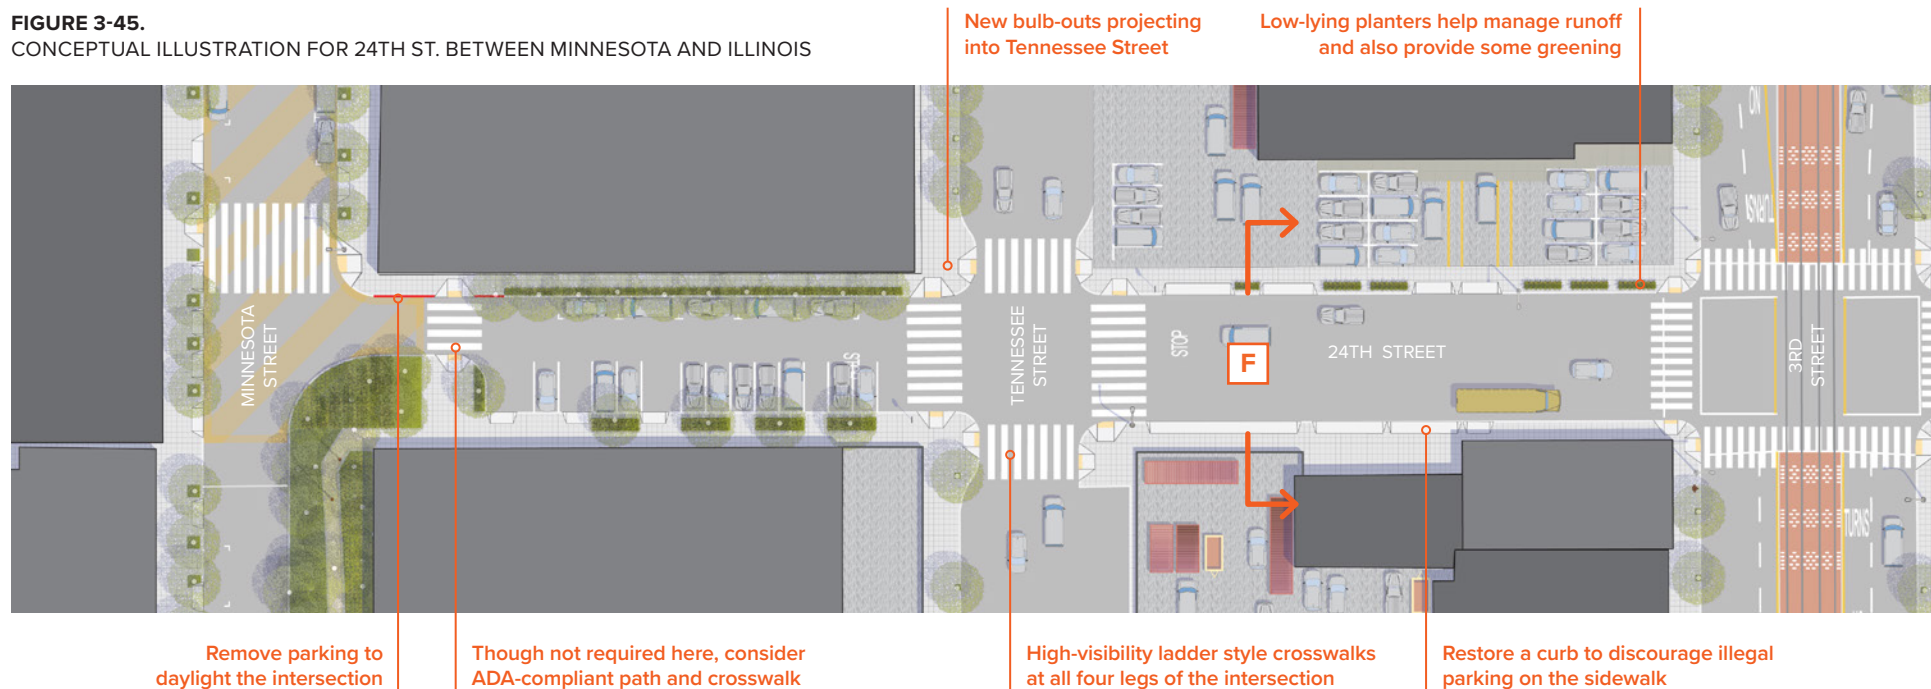 FIGURE 3-45.
CONCEPTUAL ILLUSTRATION FOR 24TH ST. BETWEEN MINNESOTA AND ILLINOIS
New bulb-outs projecting
into Tennessee Street
Low-lying planters help manage runoff
and also provide some greening
MINNESOTA
STREET
TENNESSEE
STREET
STOP
F
24TH STREET
3RD
STREET
NO
TURNS
TURNS
Remove parking to
daylight the intersection
Though not required here, consider
ADA-compliant path and crosswalk
High-visibility ladder style crosswalks
at all four legs of the intersection
Restore a curb to discourage illegal
parking on the sidewalk